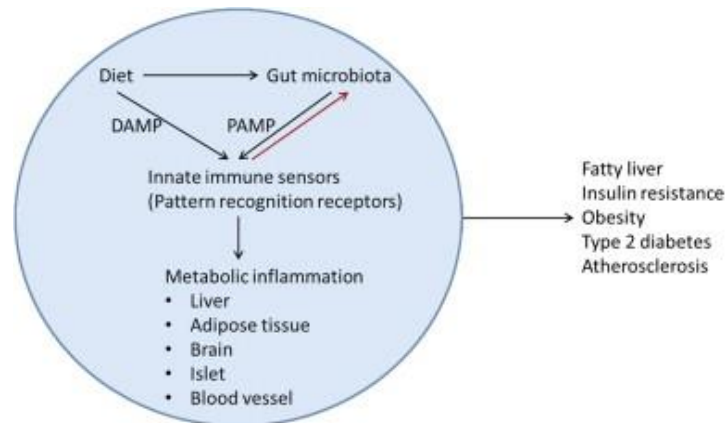 Diet
Gut microbiota
DAMP
PAMP
Innate immune sensors
(Pattern recognition receptors)
Metabolic inflammation
• Liver
• Adipose tissue
• Brain
• Islet
• Blood vessel
Fatty liver
Insulin resistance
Obesity
Type 2 diabetes
Atherosclerosis